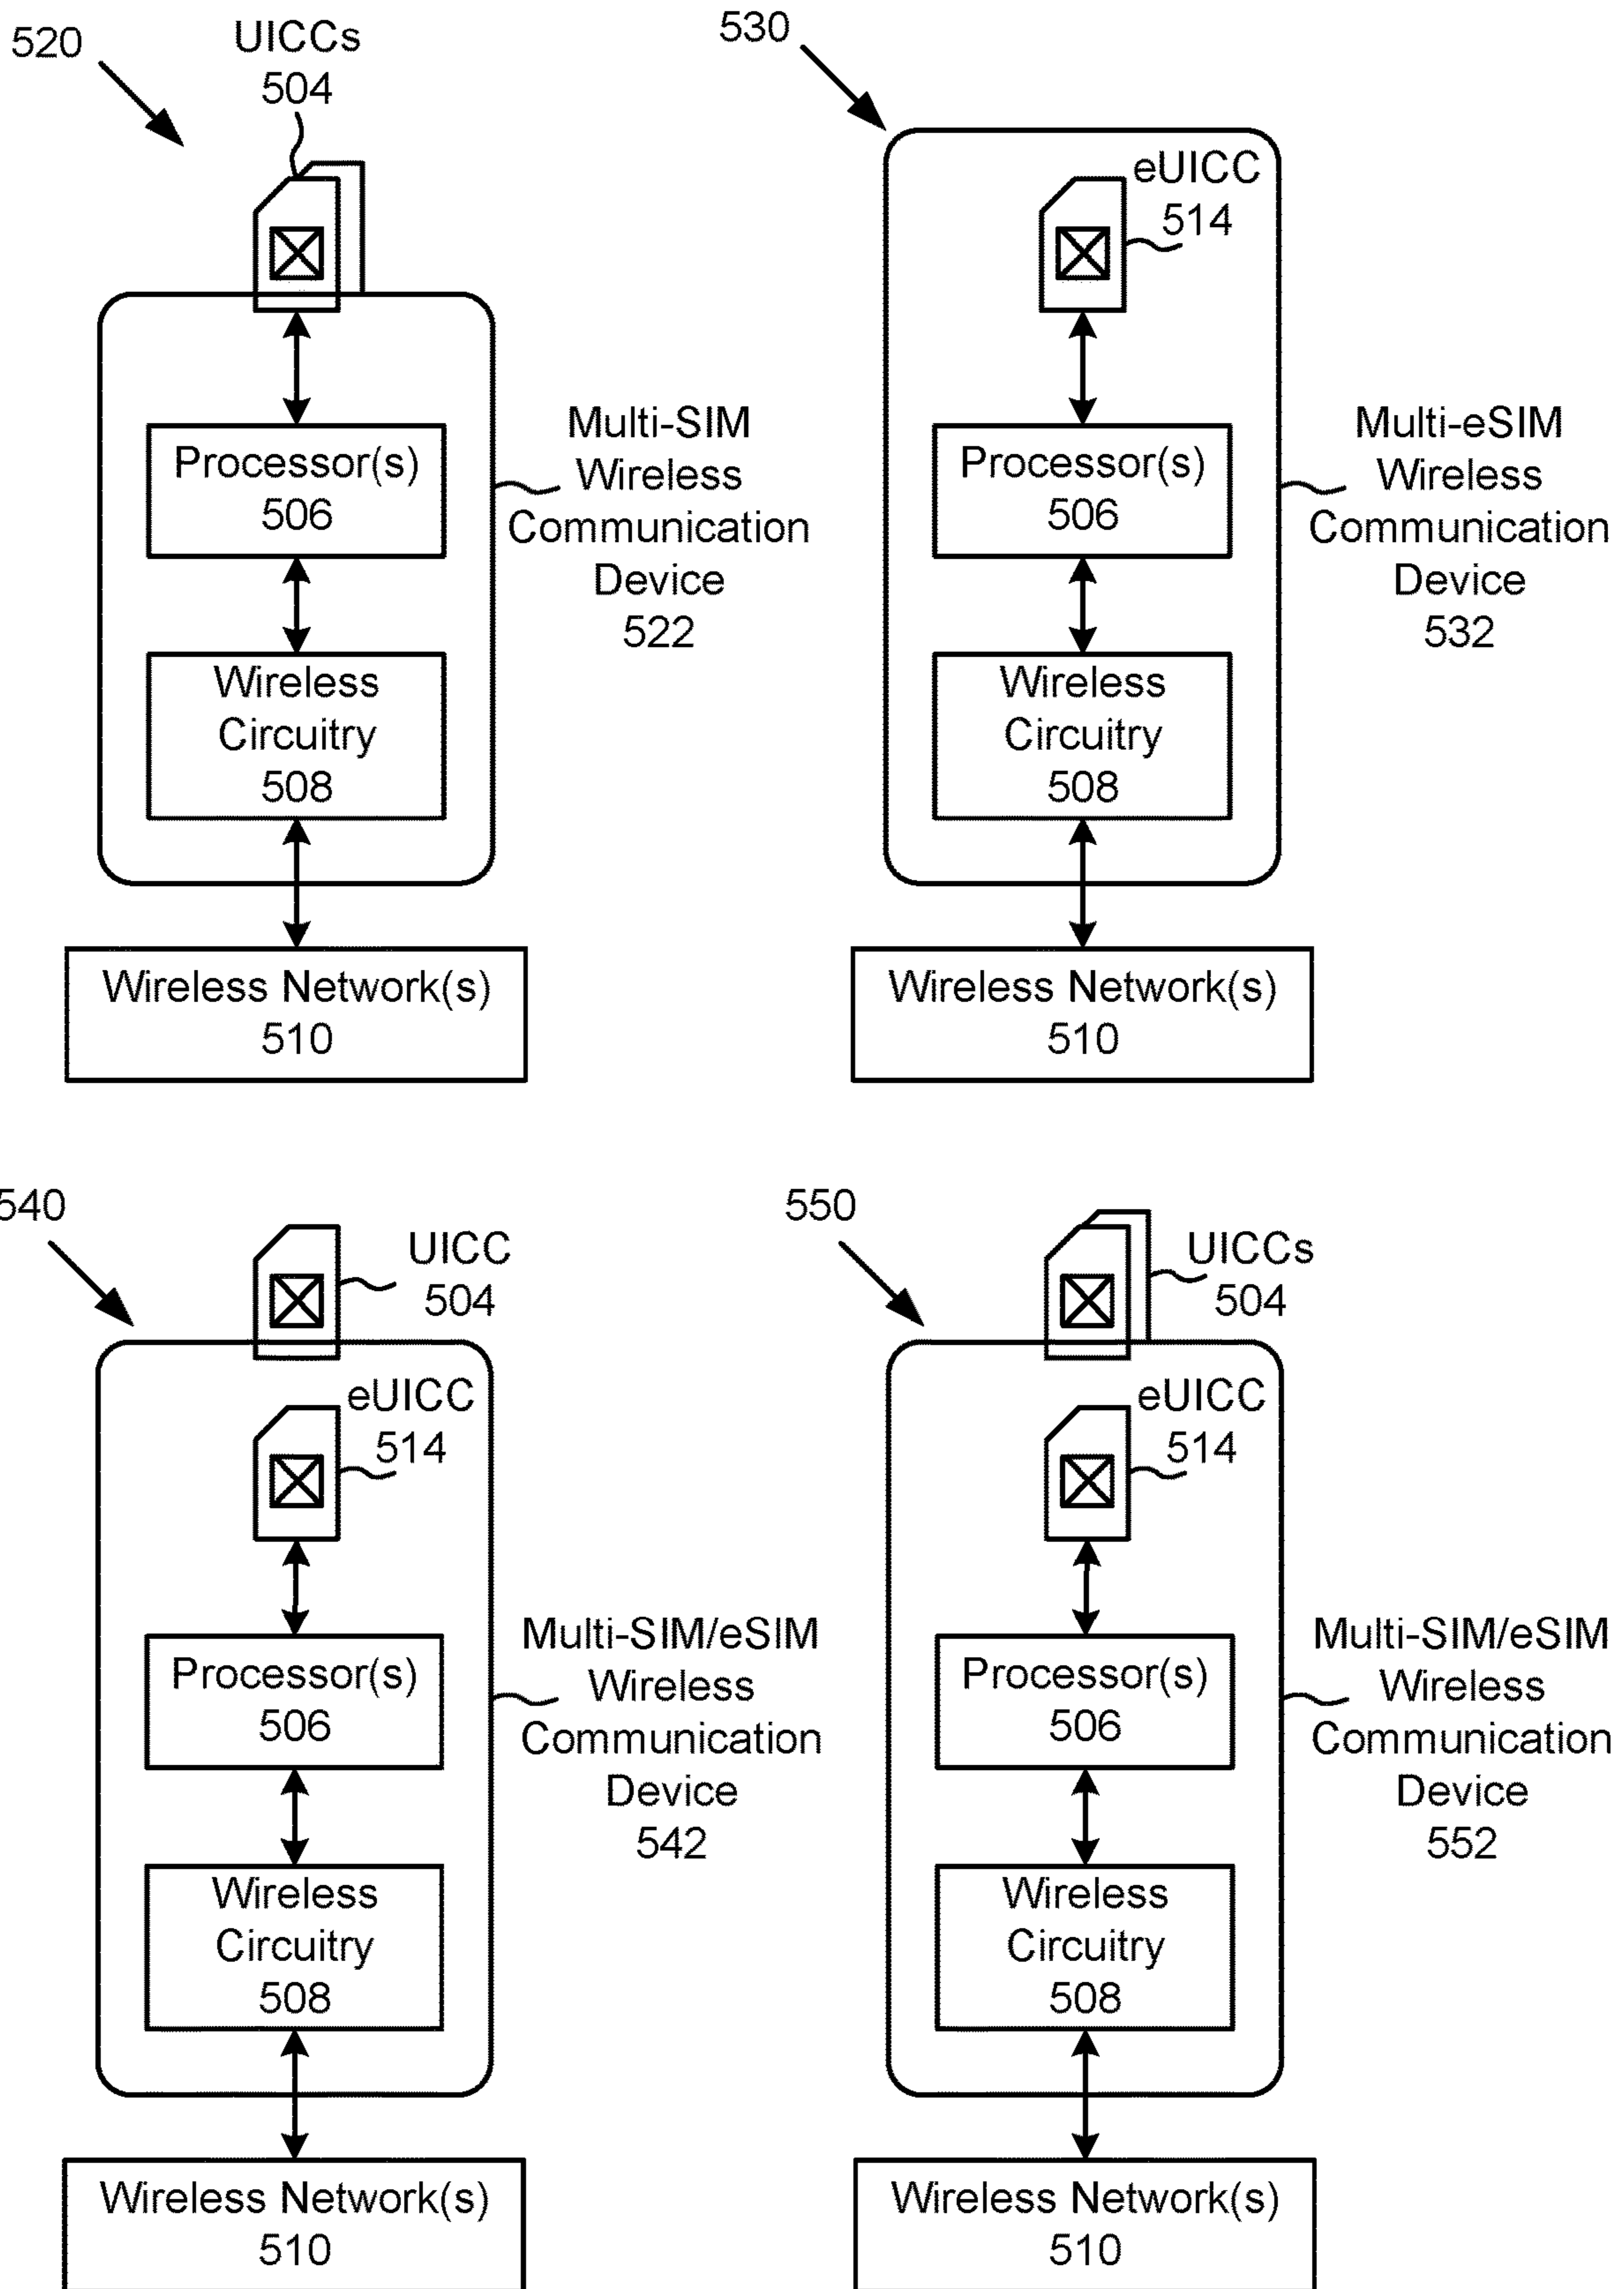 520
UICCs
504
Processor(s)
506
Wireless
Circuitry
508
Multi-SIM
Wireless
Communication
Device
522
Wireless Network(s)
510
530
eUICC
514
Processor(s)
506
Wireless
Circuitry
508
Multi-eSIM
Wireless
Communication
Device
532
Wireless Network(s)
510
540
UICC
504
eUICC
514
Processor(s)
506
Wireless
Circuitry
508
Multi-SIM/eSIM
Wireless
Communication
Device
542
Wireless Network(s)
510
550
UICCs
504
eUICC
514
Processor(s)
506
Wireless
Circuitry
508
Multi-SIM/eSIM
Wireless
Communication
Device
552
Wireless Network(s)
510